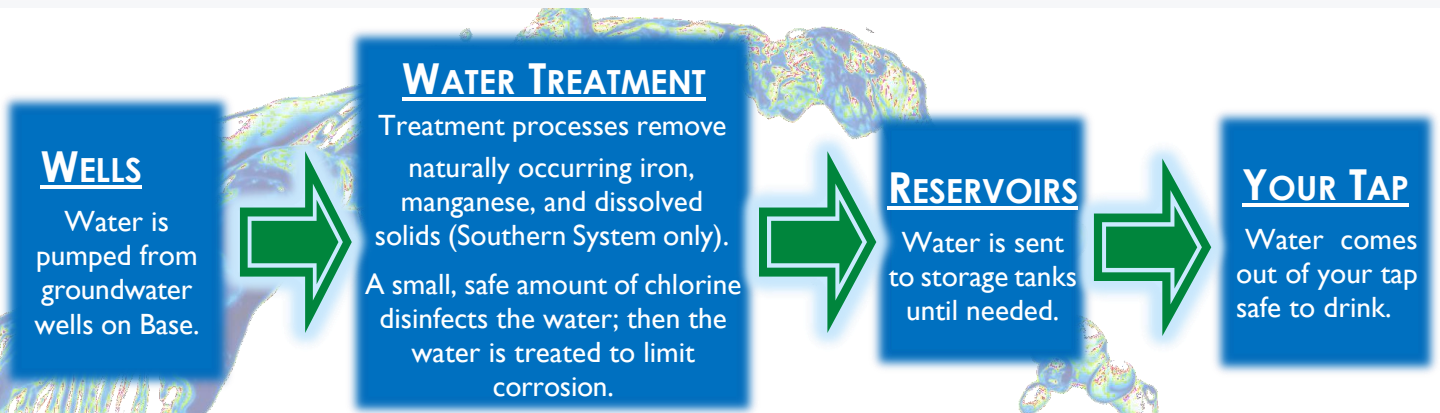 WELLS
Water is
pumped from
groundwater
wells on Base.
WATER TREATMENT
Treatment processes remove
naturally occurring iron,
manganese, and dissolved
solids (Southern System only).
A small, safe amount of chlorine
disinfects the water; then the
water is treated to limit
corrosion.
RESERVOIRS
Water is sent
to storage tanks
until needed.
YOUR TAP
Water comes
out of your tap
safe to drink.